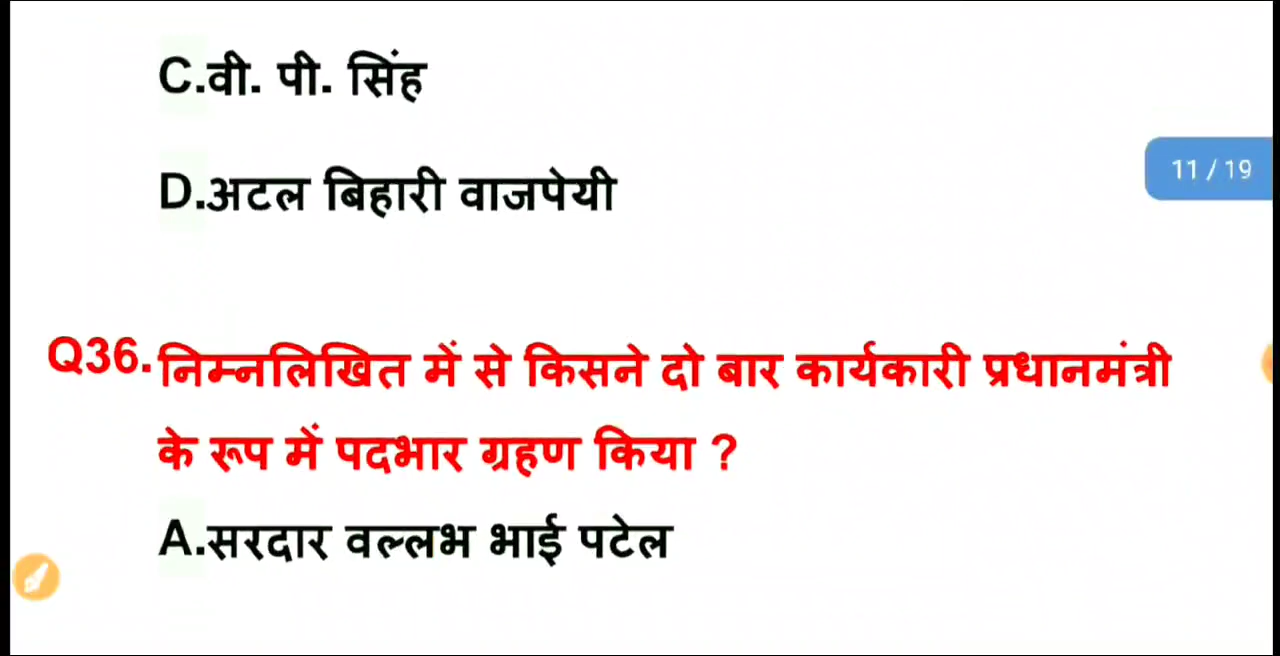 C.वी. पी. सिंह
D.अटल बिहारी वाजपेयी
11 / 19
Q36.निम्नलिखित में से किसने दो बार कार्यकारी प्रधानमंत्री
के रूप में पदभार ग्रहण किया ?
A.सरदार वल्लभ भाई पटेल